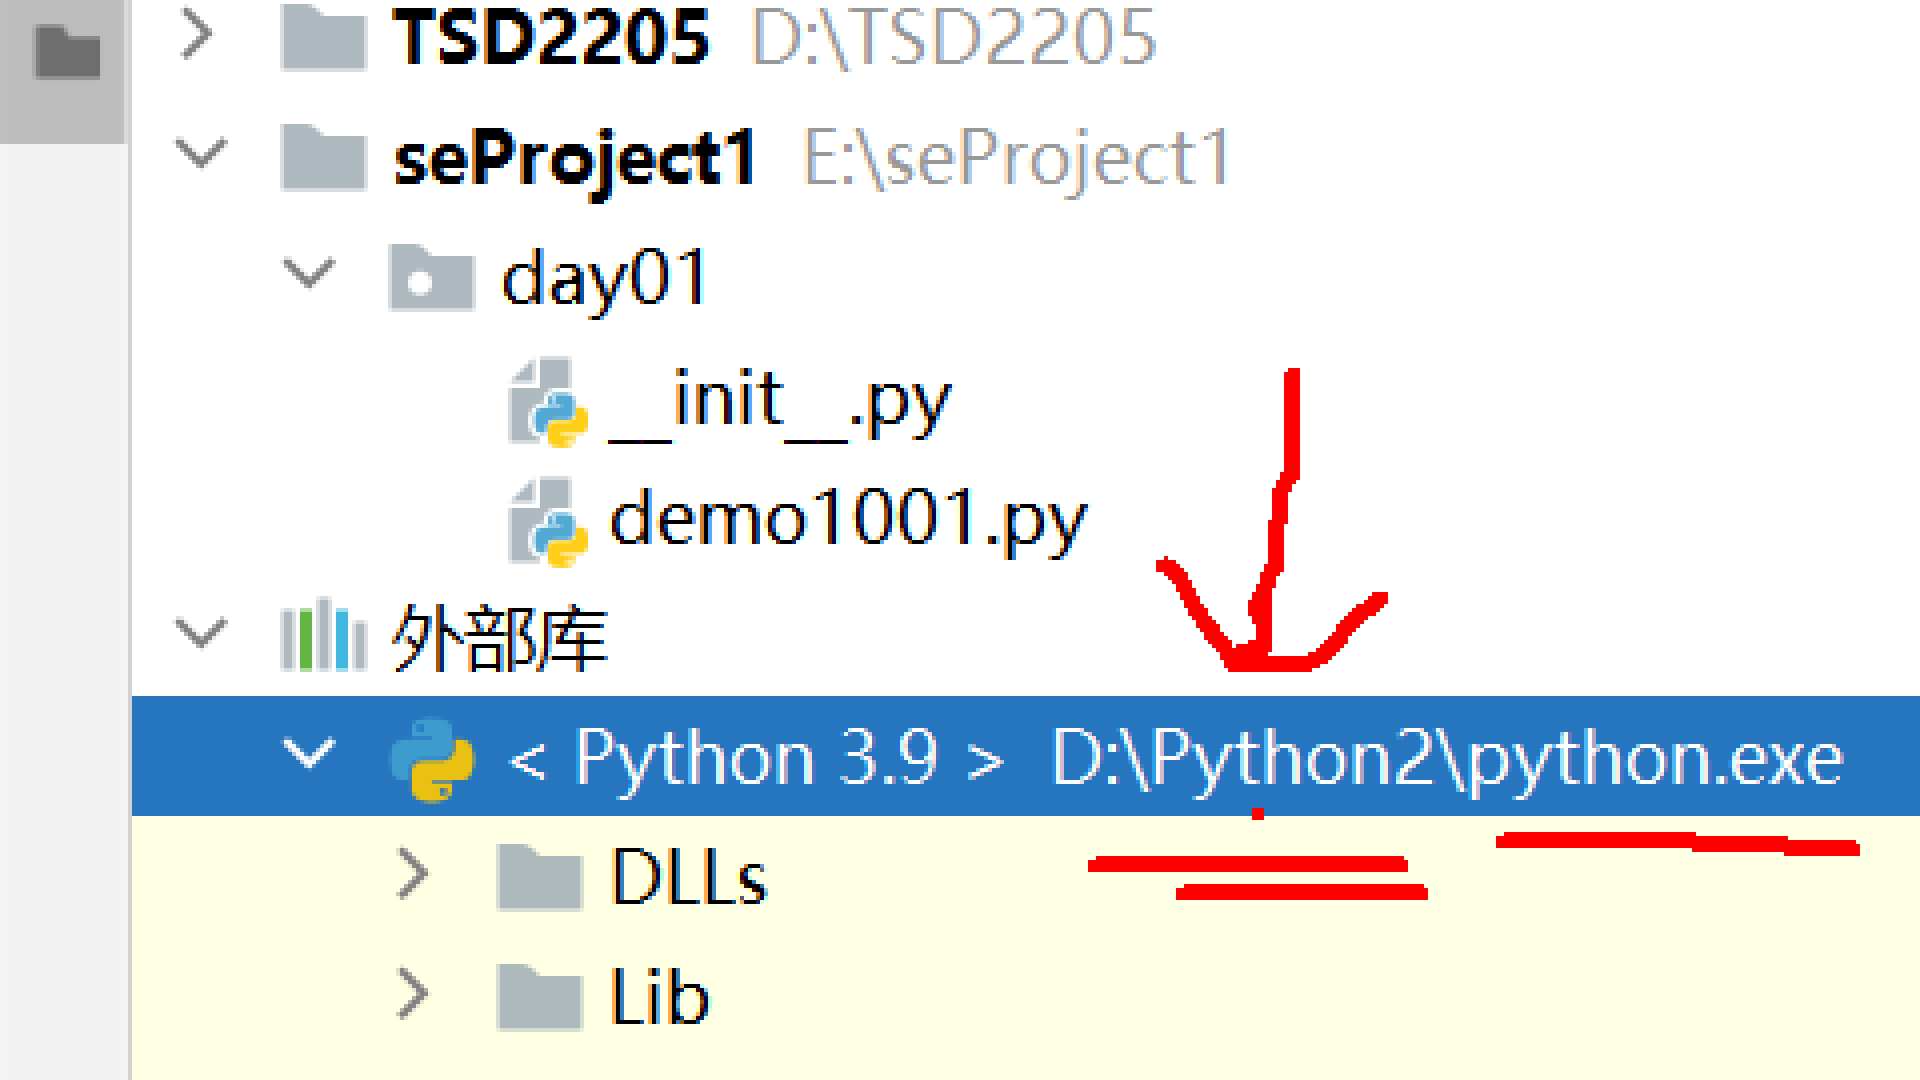 TSD2205 D:\TSD2205
seProject1 E:\seProject1
day01
__init__.py
demo1001.py
外部库
< Python 3.9 > D:\Python2\python.exe
DLLs
Lib